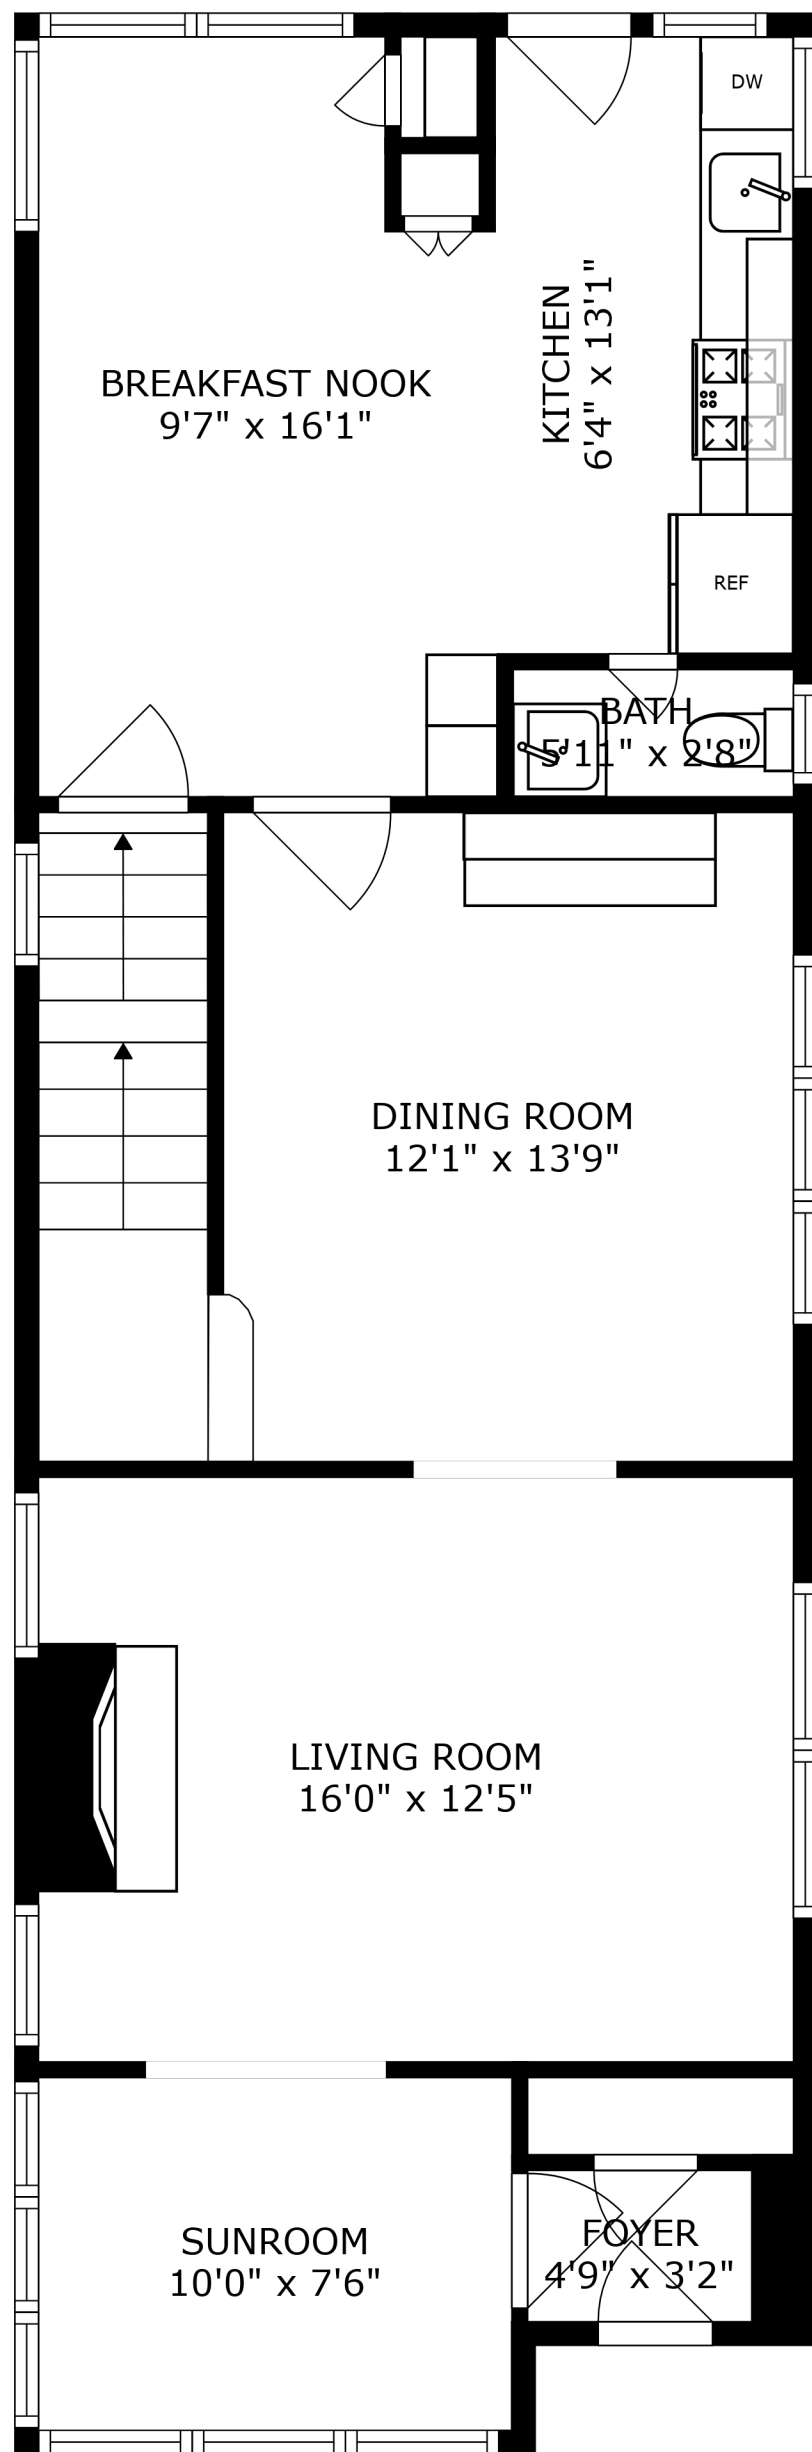 DW
KITCHEN
6'4" x 13'1"
BREAKFAST NOOK
9'7" x 16'1"
REF
BATH
5'11" x 2'8"
DINING ROOM
12'1" x 13'9"
LIVING ROOM
16'0" x 12'5"
SUNROOM
10'0" x 7'6"
FOYER
4'9" x 3'2"